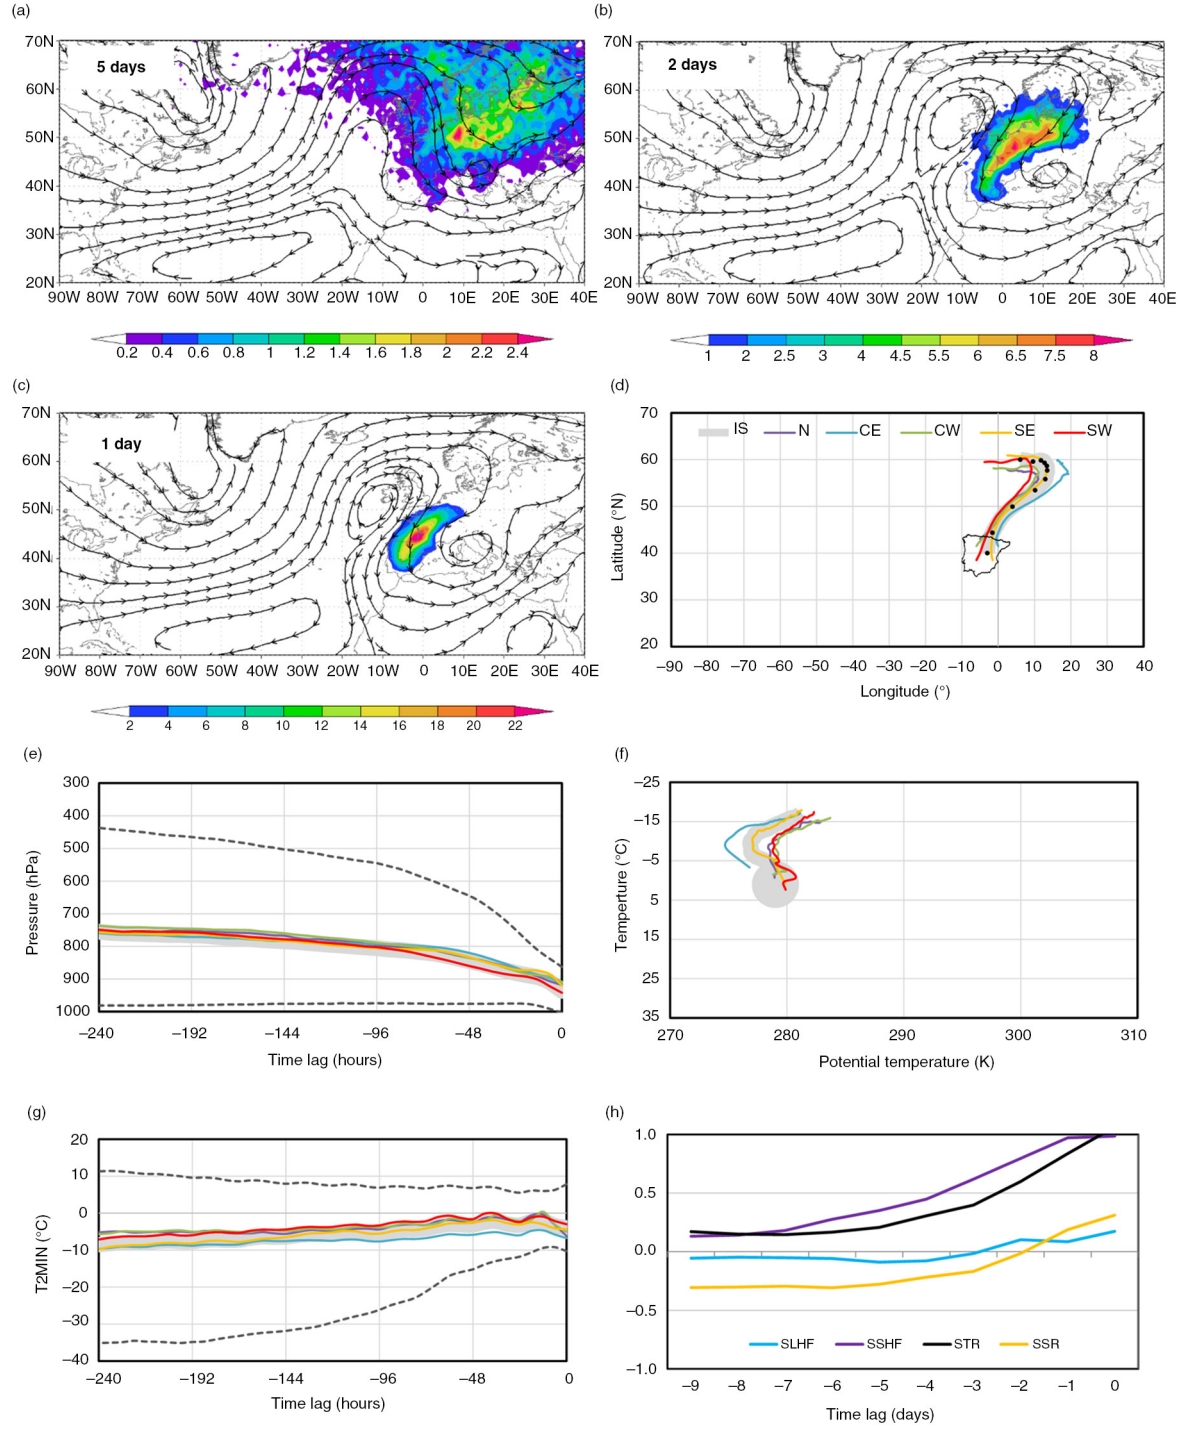 (a)
(b)
70N
60N
50N
40N
30N
20N
5 days
90W 80W 70W 60W 50W 40W 30W 20W 10W 0 10E 20E 30E 40E
0.2 0.4 0.6 0.8 1 1.2 1.4 1.6 1.8 2 2.2 2.4
70N
60N
50N
40N
30N
20N
2 days
90W 80W 70W 60W 50W 40W 30W 20W 10W 0 10E 20E 30E 40E
1 2 2.5 3 4 4.5 5.5 6 6.5 7.5 8
(c)
(d)
70N
60N
50N
40N
30N
20N
1 day
90W 80W 70W 60W 50W 40W 30W 20W 10W 0 10E 20E 30E 40E
2 4 6 8 10 12 14 16 18 20 22
IS N CE CW SE SW
Latitude (°N)
70
60
50
40
30
20
−90 −80 −70 −60 −50 −40 −30 −20 −10 0 10 20 30 40
Longitude (°)
(e)
(f)
Pressure (hPa)
300
400
500
600
700
800
900
1000
−240 −192 −144 −96 −48 0
Time lag (hours)
Temperture (°C)
−25
−15
−5
5
15
25
35
270 280 290 300 310
Potential temperature (K)
(g)
(h)
T2MIN (°C)
20
10
0
−10
−20
−30
−40
−240 −192 −144 −96 −48 0
Time lag (hours)
1.0
0.5
0.0
−0.5
−1.0
SLHF SSHF STR SSR
−9 −8 −7 −6 −5 −4 −3 −2 −1 0
Time lag (days)